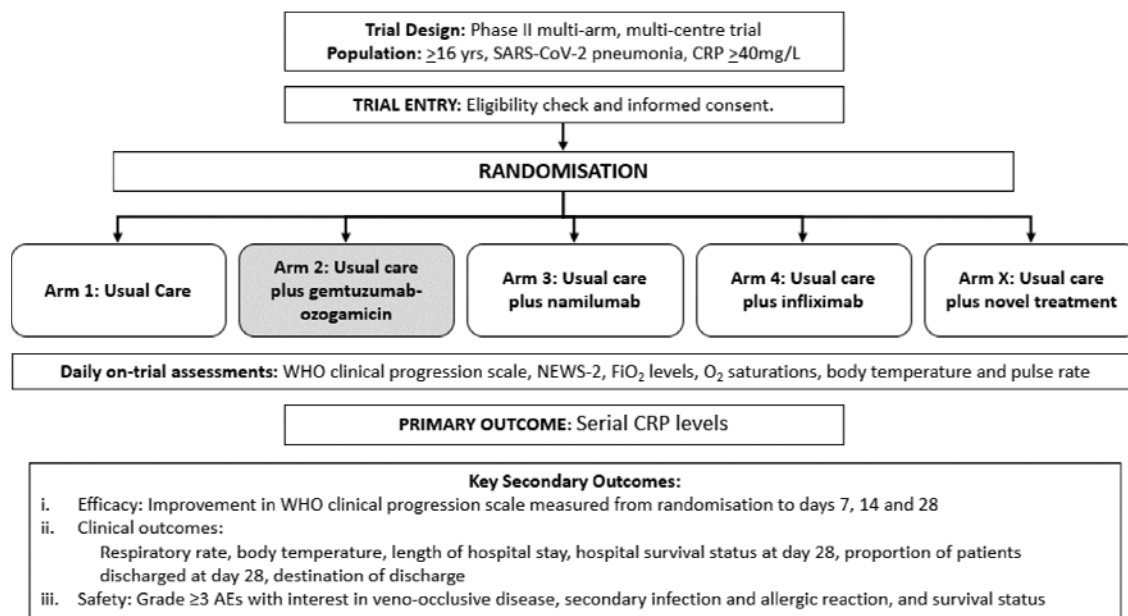 Trial Design: Phase II multi-arm, multi-centre trial
Population: ≥16 yrs, SARS-CoV-2 pneumonia, CRP ≥40mg/L
TRIAL ENTRY: Eligibility check and informed consent.
RANDOMISATION
Arm 1: Usual Care
Arm 2: Usual care
plus gemtuzumab-
ozogamicin
Arm 3: Usual care
plus namilumab
Arm 4: Usual care
plus infliximab
Arm X: Usual care
plus novel treatment
Daily on-trial assessments: WHO clinical progression scale, NEWS-2, FiO₂ levels, O₂ saturations, body temperature and pulse rate
PRIMARY OUTCOME: Serial CRP levels
Key Secondary Outcomes:
i. Efficacy: Improvement in WHO clinical progression scale measured from randomisation to days 7, 14 and 28
ii. Clinical outcomes:
Respiratory rate, body temperature, length of hospital stay, hospital survival status at day 28, proportion of patients
discharged at day 28, destination of discharge
iii. Safety: Grade ≥3 AEs with interest in veno-occlusive disease, secondary infection and allergic reaction, and survival status